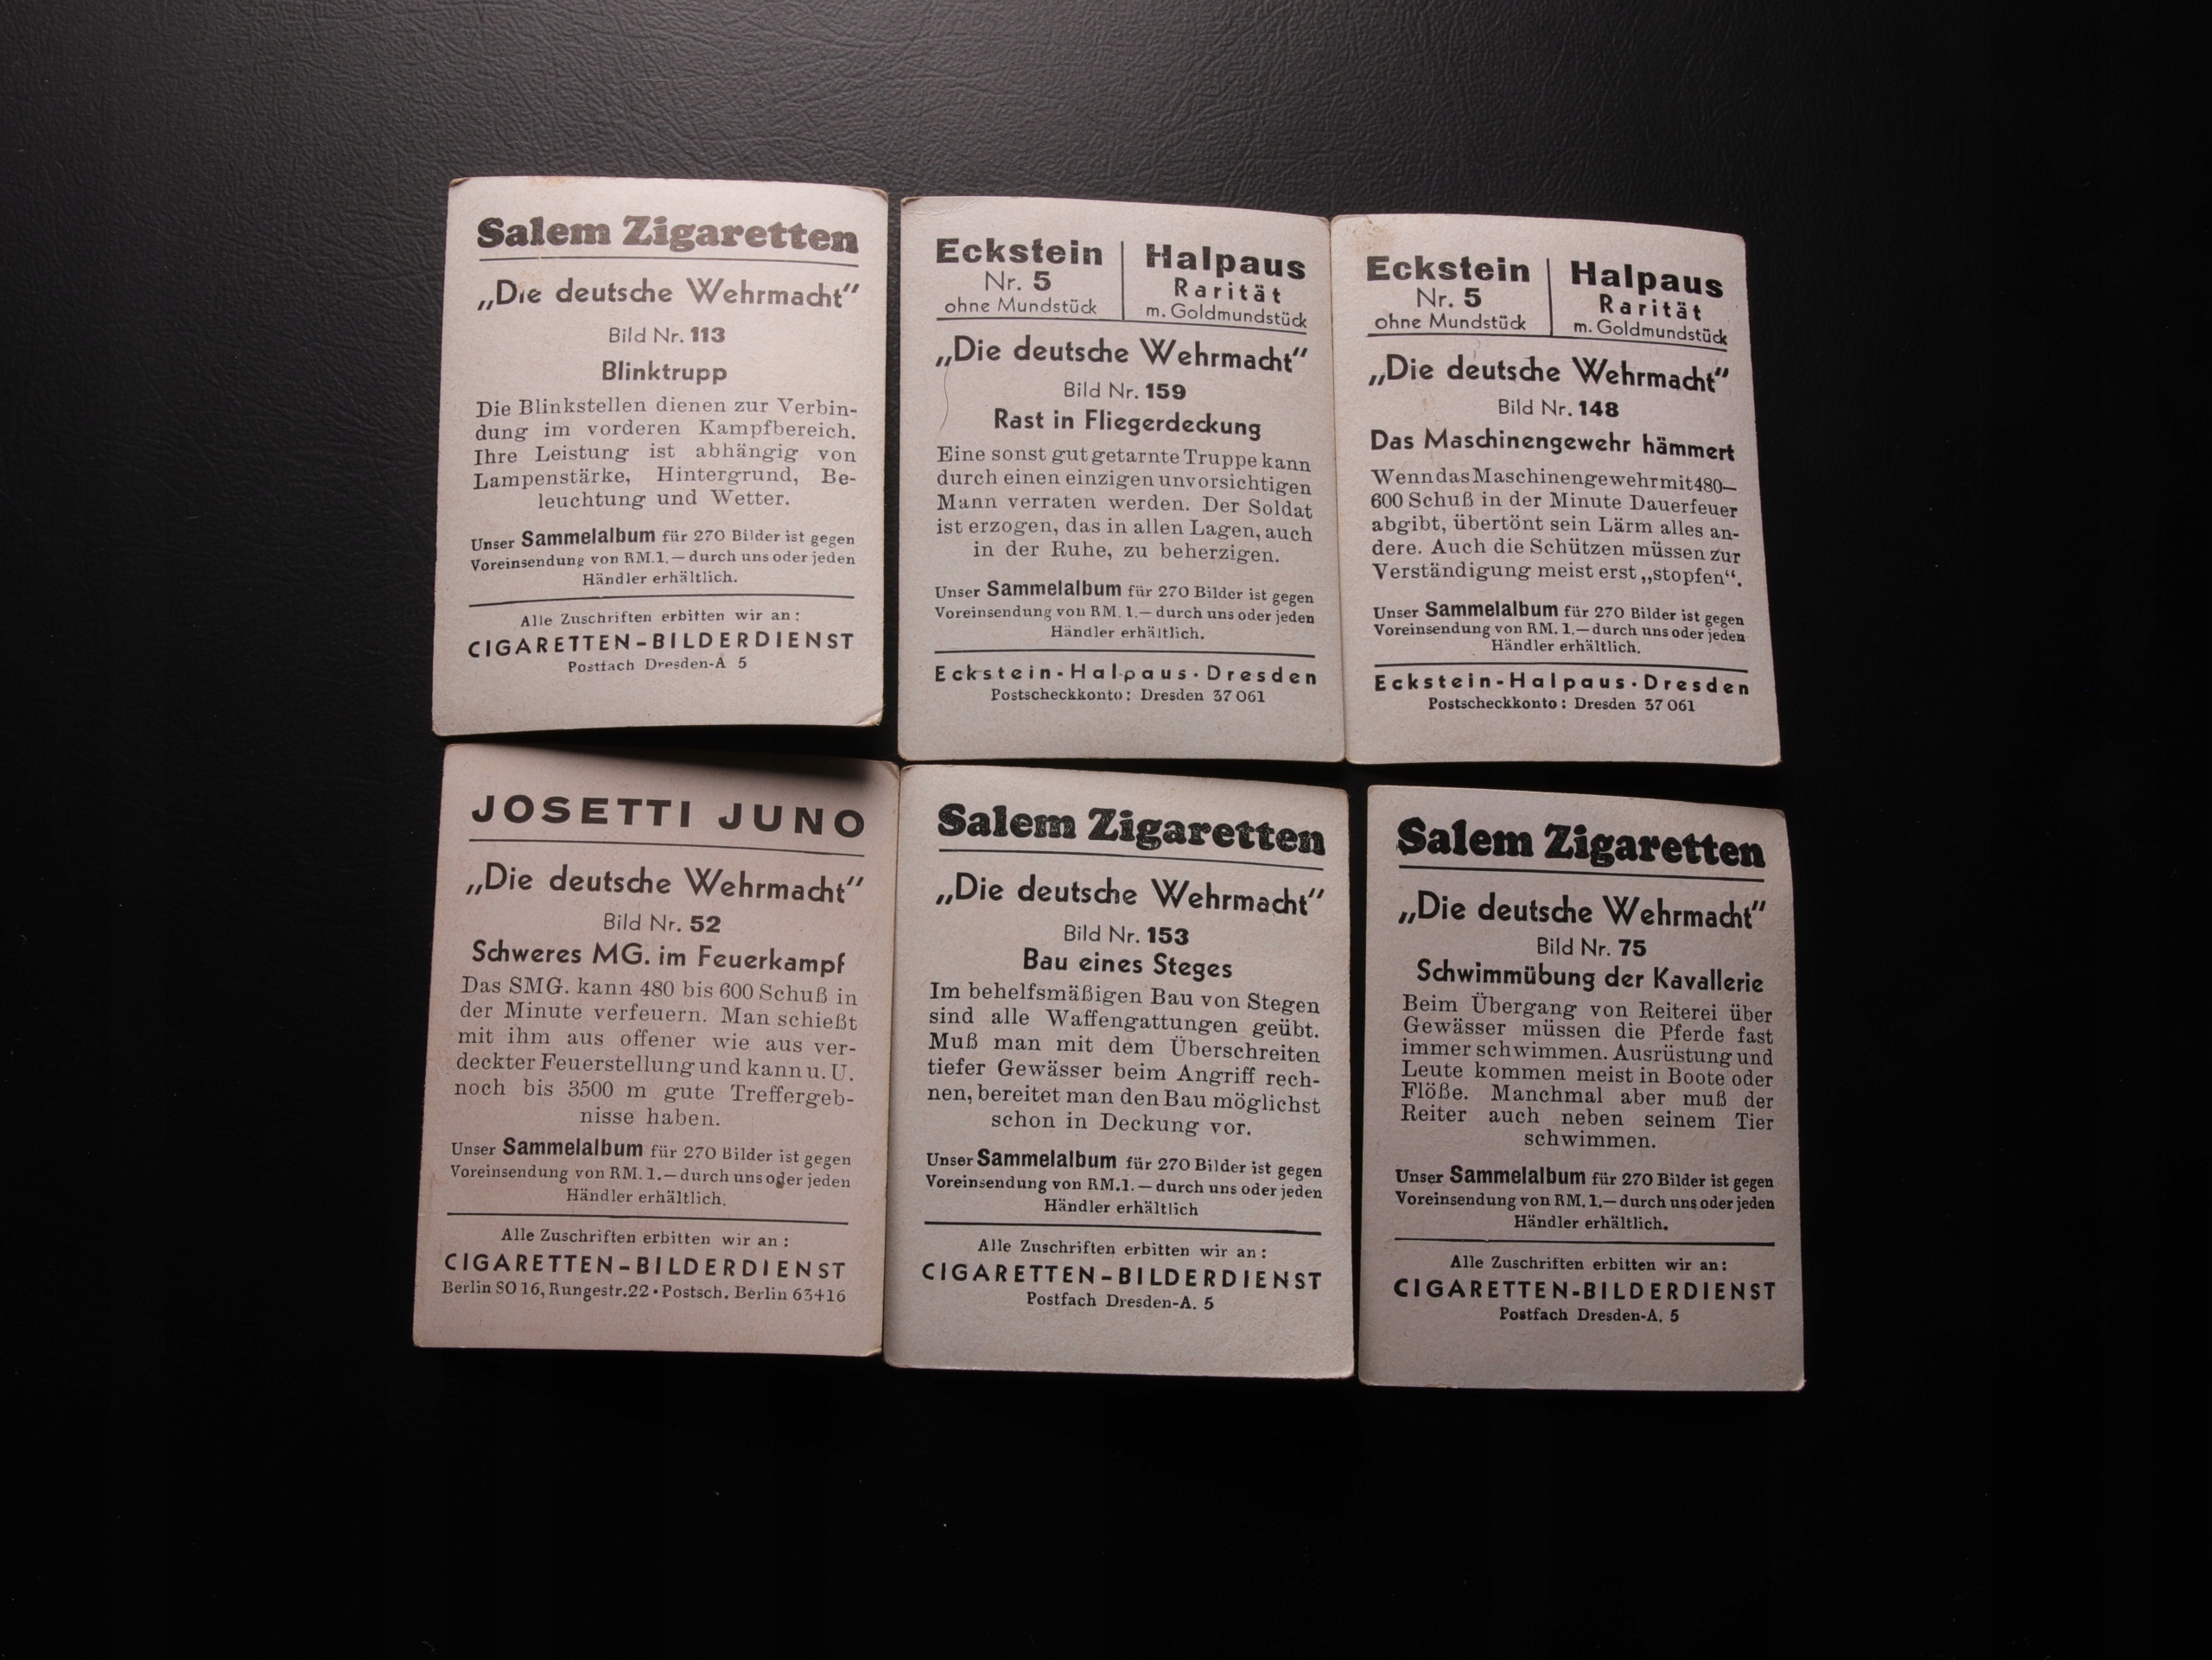 Salem Zigaretten
„Die deutsche Wehrmacht“
Bild Nr. 113
Blinktrupp
Die Blinkstellen dienen zur Verbin-
dung im vorderen Kampfbereich.
Ihre Leistung ist abhängig von
Lampenstärke, Hintergrund, Be-
leuchtung und Wetter.
Unser Sammelalbum für 270 Bilder ist gegen
Voreinsendung von RM.1.— durch uns oder jeden
Händler erhältlich.
Alle Zuschriften erbitten wir an:
CIGARETTEN-BILDERDIENST
Postfach Dresden-A 5
Eckstein
Nr. 5
ohne Mundstück
Halpaus
Rarität
m. Goldmundstück
„Die deutsche Wehrmacht“
Bild Nr. 159
Rast in Fliegerdeckung
Eine sonst gut getarnte Truppe kann
durch einen einzigen unvorsichtigen
Mann verraten werden. Der Soldat
ist erzogen, das in allen Lagen, auch
in der Ruhe, zu beherzigen.
Unser Sammelalbum für 270 Bilder ist gegen
Voreinsendung von RM. 1.— durch uns oder jeden
Händler erhältlich.
Eckstein-Halpaus·Dresden
Postscheckkonto: Dresden 37 061
Eckstein
Nr. 5
ohne Mundstück
Halpaus
Rarität
m. Goldmundstück
„Die deutsche Wehrmacht“
Bild Nr. 148
Das Maschinengewehr hämmert
Wenn das Maschinengewehr mit 480—
600 Schuß in der Minute Dauerfeuer
abgibt, übertönt sein Lärm alles an-
dere. Auch die Schützen müssen zur
Verständigung meist erst „stopfen“.
Unser Sammelalbum für 270 Bilder ist gegen
Voreinsendung von RM. 1.— durch uns oder jeden
Händler erhältlich.
Eckstein-Halpaus·Dresden
Postscheckkonto: Dresden 37 061
JOSETTI JUNO
„Die deutsche Wehrmacht“
Bild Nr. 52
Schweres MG. im Feuerkampf
Das SMG. kann 480 bis 600 Schuß in
der Minute verfeuern. Man schießt
mit ihm aus offener wie aus ver-
deckter Feuerstellung und kann u. U.
noch bis 3500 m gute Treffergeb-
nisse haben.
Unser Sammelalbum für 270 Bilder ist gegen
Voreinsendung von RM. 1.— durch uns oder jeden
Händler erhältlich.
Alle Zuschriften erbitten wir an:
CIGARETTEN-BILDERDIENST
Berlin SO 16, Rungestr. 22 • Postsch. Berlin 63416
Salem Zigaretten
„Die deutsche Wehrmacht“
Bild Nr. 153
Bau eines Steges
Im behelfsmäßigen Bau von Stegen
sind alle Waffengattungen geübt.
Muß man mit dem Überschreiten
tiefer Gewässer beim Angriff rech-
nen, bereitet man den Bau möglichst
schon in Deckung vor.
Unser Sammelalbum für 270 Bilder ist gegen
Voreinsendung von RM.1.— durch uns oder jeden
Händler erhältlich
Alle Zuschriften erbitten wir an:
CIGARETTEN-BILDERDIENST
Postfach Dresden-A. 5
Salem Zigaretten
„Die deutsche Wehrmacht“
Bild Nr. 75
Schwimmübung der Kavallerie
Beim Übergang von Reiterei über
Gewässer müssen die Pferde fast
immer schwimmen. Ausrüstung und
Leute kommen meist in Boote oder
Flöße. Manchmal aber muß der
Reiter auch neben seinem Tier
schwimmen.
Unser Sammelalbum für 270 Bilder ist gegen
Voreinsendung von RM. 1.— durch uns oder jeden
Händler erhältlich.
Alle Zuschriften erbitten wir an:
CIGARETTEN-BILDERDIENST
Postfach Dresden-A. 5